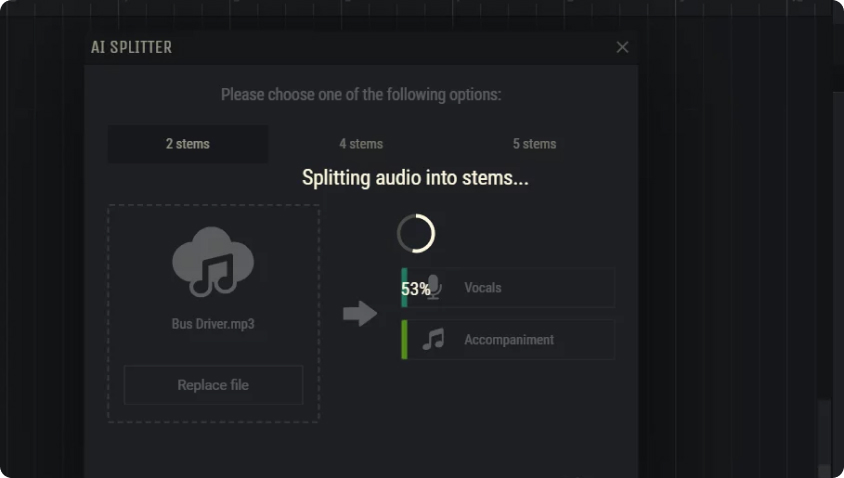 AI SPLITTER
Please choose one of the following options:
2 stems
4 stems
5 stems
Splitting audio into stems...
53%
Vocals
Bus Driver.mp3
Accompaniment
Replace file